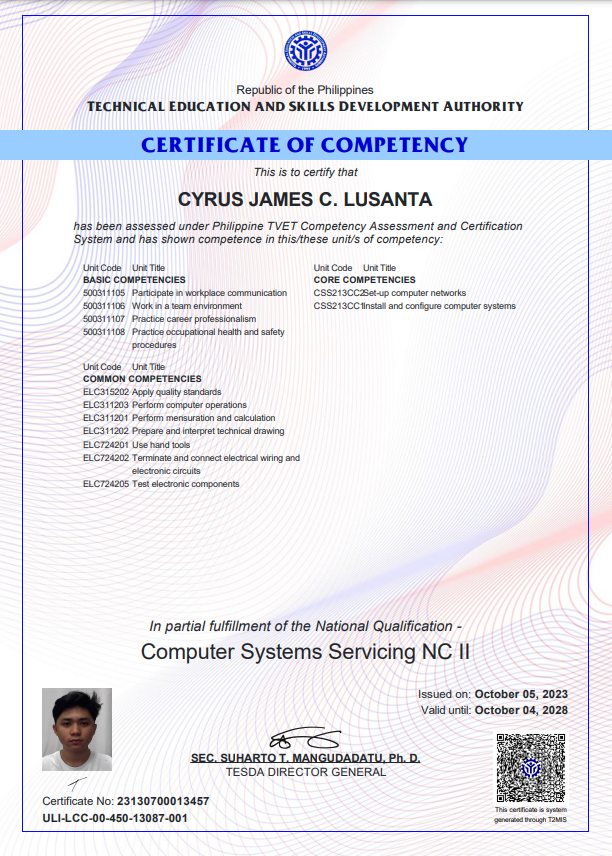 Republic of the Philippines
TECHNICAL EDUCATION AND SKILLS DEVELOPMENT AUTHORITY
CERTIFICATE OF COMPETENCY
This is to certify that
CYRUS JAMES C. LUSANTA
has been assessed under Philippine TVET Competency Assessment and Certification
System and has shown competence in this/these unit/s of competency:
Unit Code Unit Title
BASIC COMPETENCIES
500311105 Participate in workplace communication
500311106 Work in a team environment
500311107 Practice career professionalism
500311108 Practice occupational health and safety
procedures
Unit Code Unit Title
COMMON COMPETENCIES
ELC315202 Apply quality standards
ELC311203 Perform computer operations
ELC311201 Perform mensuration and calculation
ELC311202 Prepare and interpret technical drawing
ELC724201 Use hand tools
ELC724202 Terminate and connect electrical wiring and
electronic circuits
ELC724205 Test electronic components
Unit Code Unit Title
CORE COMPETENCIES
CSS213CC2 Set-up computer networks
CSS213CC1 Install and configure computer systems
In partial fulfillment of the National Qualification -
Computer Systems Servicing NC II
Issued on: October 05, 2023
Valid until: October 04, 2028
SEC. SUHARTO T. MANGUDADATU, Ph. D.
TESDA DIRECTOR GENERAL
Certificate No: 23130700013457
ULI-LCC-00-450-13087-001
This certificate is system
generated through T2MIS